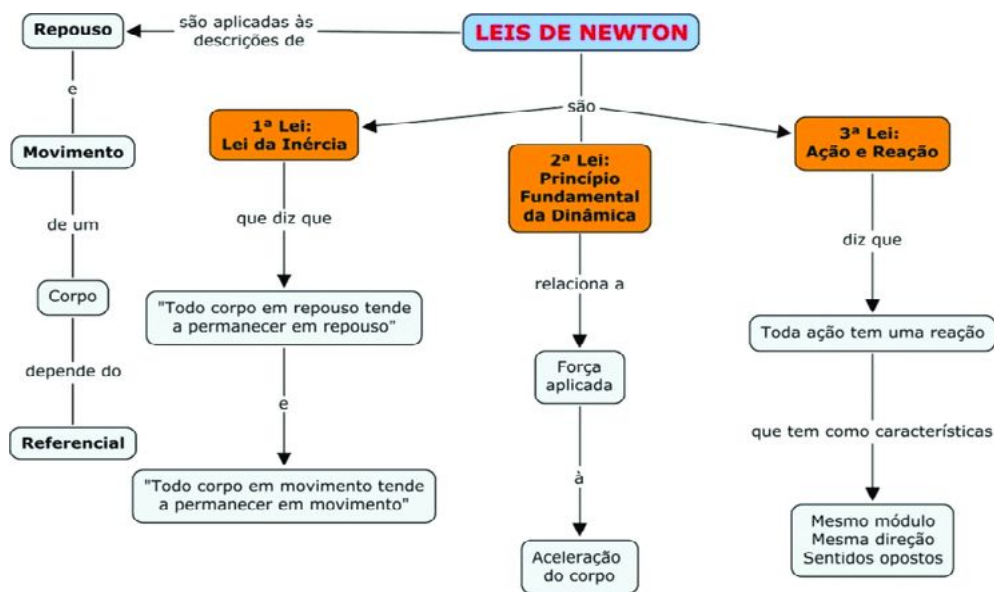 LEIS DE NEWTON
são aplicadas às
descrições de
Repouso
e
Movimento
de um
Corpo
depende do
Referencial
são
1ª Lei:
Lei da Inércia
que diz que
"Todo corpo em repouso tende
a permanecer em repouso"
e
"Todo corpo em movimento tende
a permanecer em movimento"
2ª Lei:
Princípio
Fundamental
da Dinâmica
relaciona a
Força
aplicada
à
Aceleração
do corpo
3ª Lei:
Ação e Reação
diz que
Toda ação tem uma reação
que tem como características
Mesmo módulo
Mesma direção
Sentidos opostos